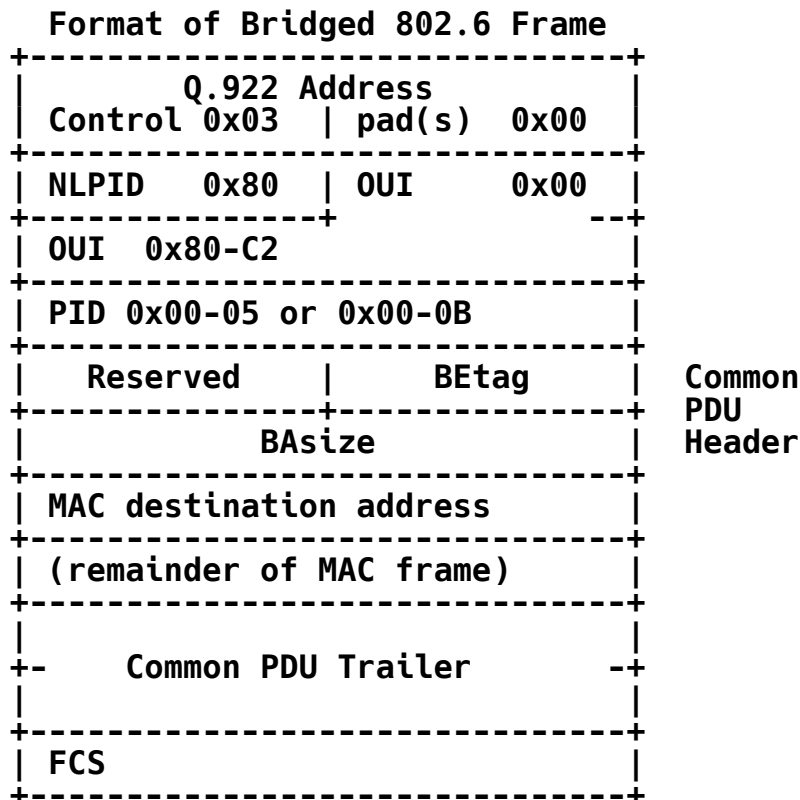 Format of Bridged 802.6 Frame
+-------------------------------+
|        Q.922 Address          |
| Control 0x03  | pad(s)  0x00  |
+-------------------------------+
| NLPID   0x80  | OUI     0x00  |
+---------------+             --+
| OUI  0x80-C2                  |
+-------------------------------+
| PID 0x00-05 or 0x00-0B        |
+-------------------------------+
|   Reserved    |     BEtag     |  Common
+---------------+---------------+  PDU
|            BAsize             |  Header
+-------------------------------+
| MAC destination address       |
+-------------------------------+
| (remainder of MAC frame)      |
+-------------------------------+
|                               |
+-    Common PDU Trailer       -+
|                               |
+-------------------------------+
| FCS                           |
+-------------------------------+